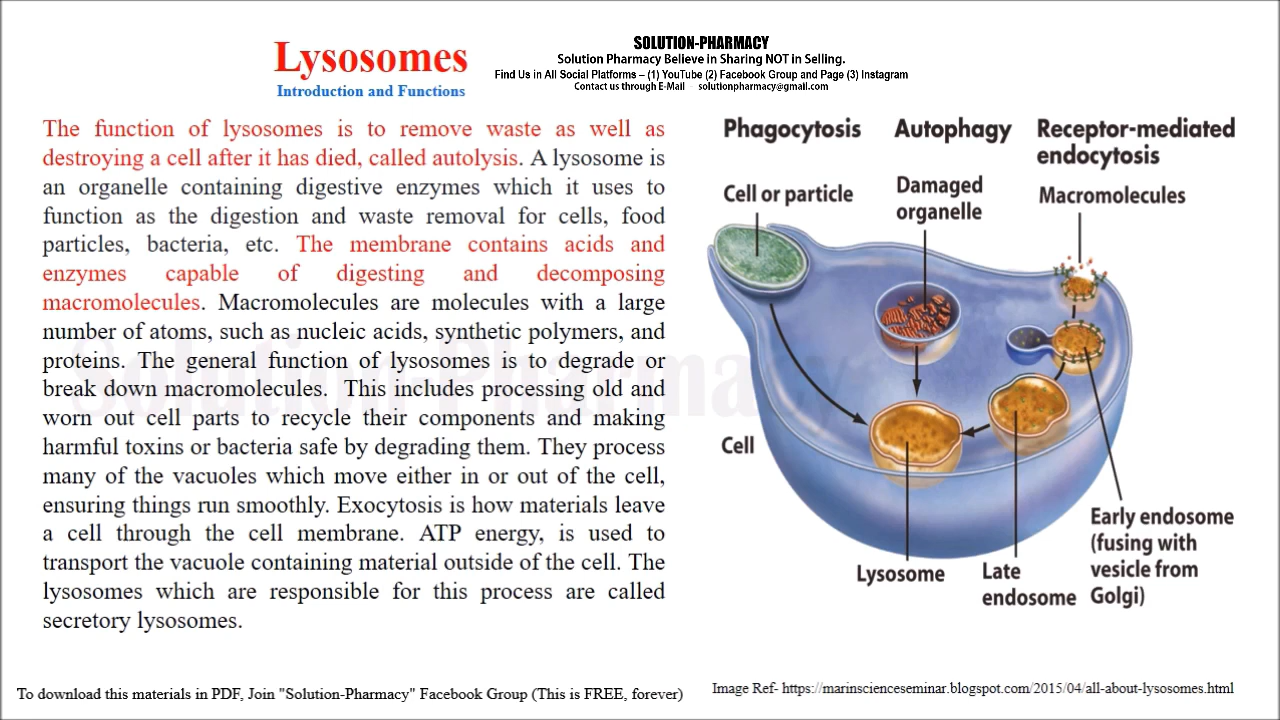 Lysosomes
Introduction and Functions
SOLUTION-PHARMACY
Solution Pharmacy Believe in Sharing NOT in Selling.
Find Us in All Social Platforms – (1) YouTube (2) Facebook Group and Page (3) Instagram
Contact us through E-Mail – solutionpharmacy@gmail.com
The function of lysosomes is to remove waste as well as
destroying a cell after it has died, called autolysis. A lysosome is
an organelle containing digestive enzymes which it uses to
function as the digestion and waste removal for cells, food
particles, bacteria, etc. The membrane contains acids and
enzymes capable of digesting and decomposing
macromolecules. Macromolecules are molecules with a large
number of atoms, such as nucleic acids, synthetic polymers, and
proteins. The general function of lysosomes is to degrade or
break down macromolecules. This includes processing old and
worn out cell parts to recycle their components and making
harmful toxins or bacteria safe by degrading them. They process
many of the vacuoles which move either in or out of the cell,
ensuring things run smoothly. Exocytosis is how materials leave
a cell through the cell membrane. ATP energy, is used to
transport the vacuole containing material outside of the cell. The
lysosomes which are responsible for this process are called
secretory lysosomes.
Solution-Pharmacy
Phagocytosis
Cell or particle
Autophagy
Damaged
organelle
Receptor-mediated
endocytosis
Macromolecules
Cell
Lysosome
Late
endosome
Early endosome
(fusing with
vesicle from
Golgi)
To download this materials in PDF, Join "Solution-Pharmacy" Facebook Group (This is FREE, forever)
Image Ref- https://marinscienceseminar.blogspot.com/2015/04/all-about-lysosomes.html